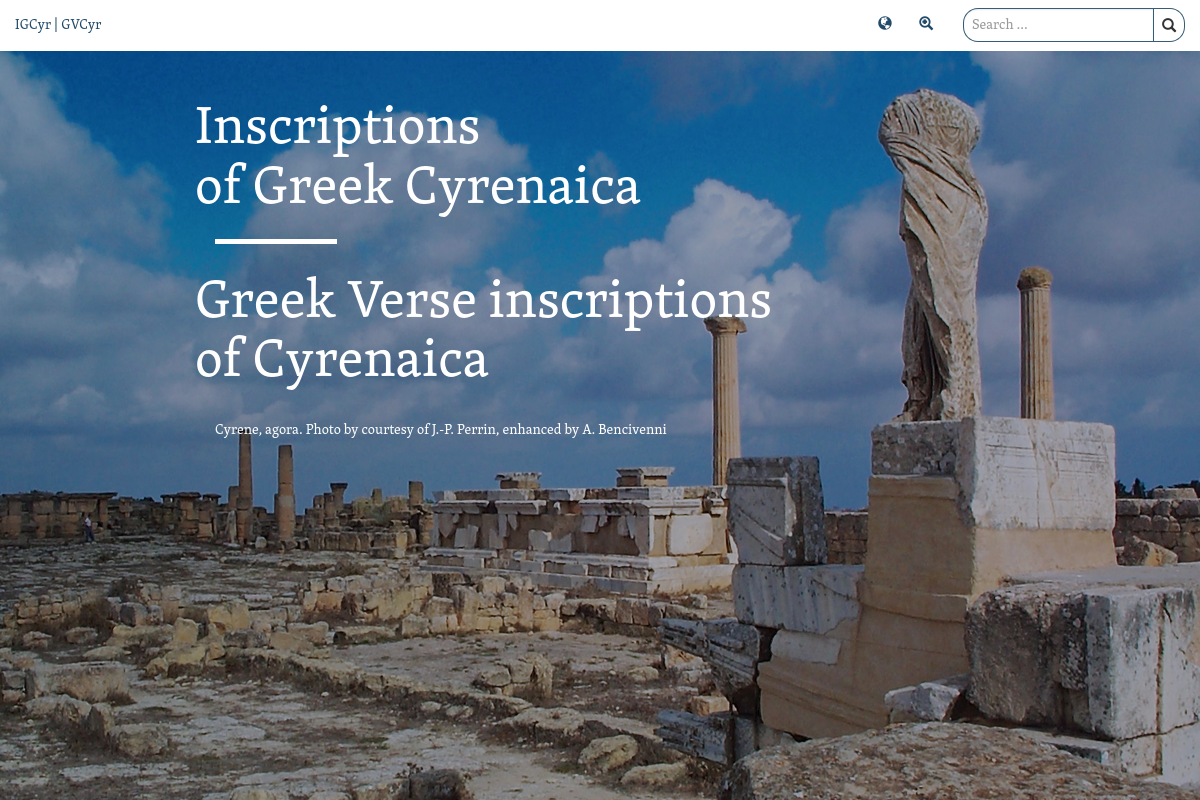 IGCyr | GVCyr
Search ...
Inscriptions
of Greek Cyrenaica
Greek Verse inscriptions
of Cyrenaica
Cyrene, agora. Photo by courtesy of J.-P. Perrin, enhanced by A. Bencivenni